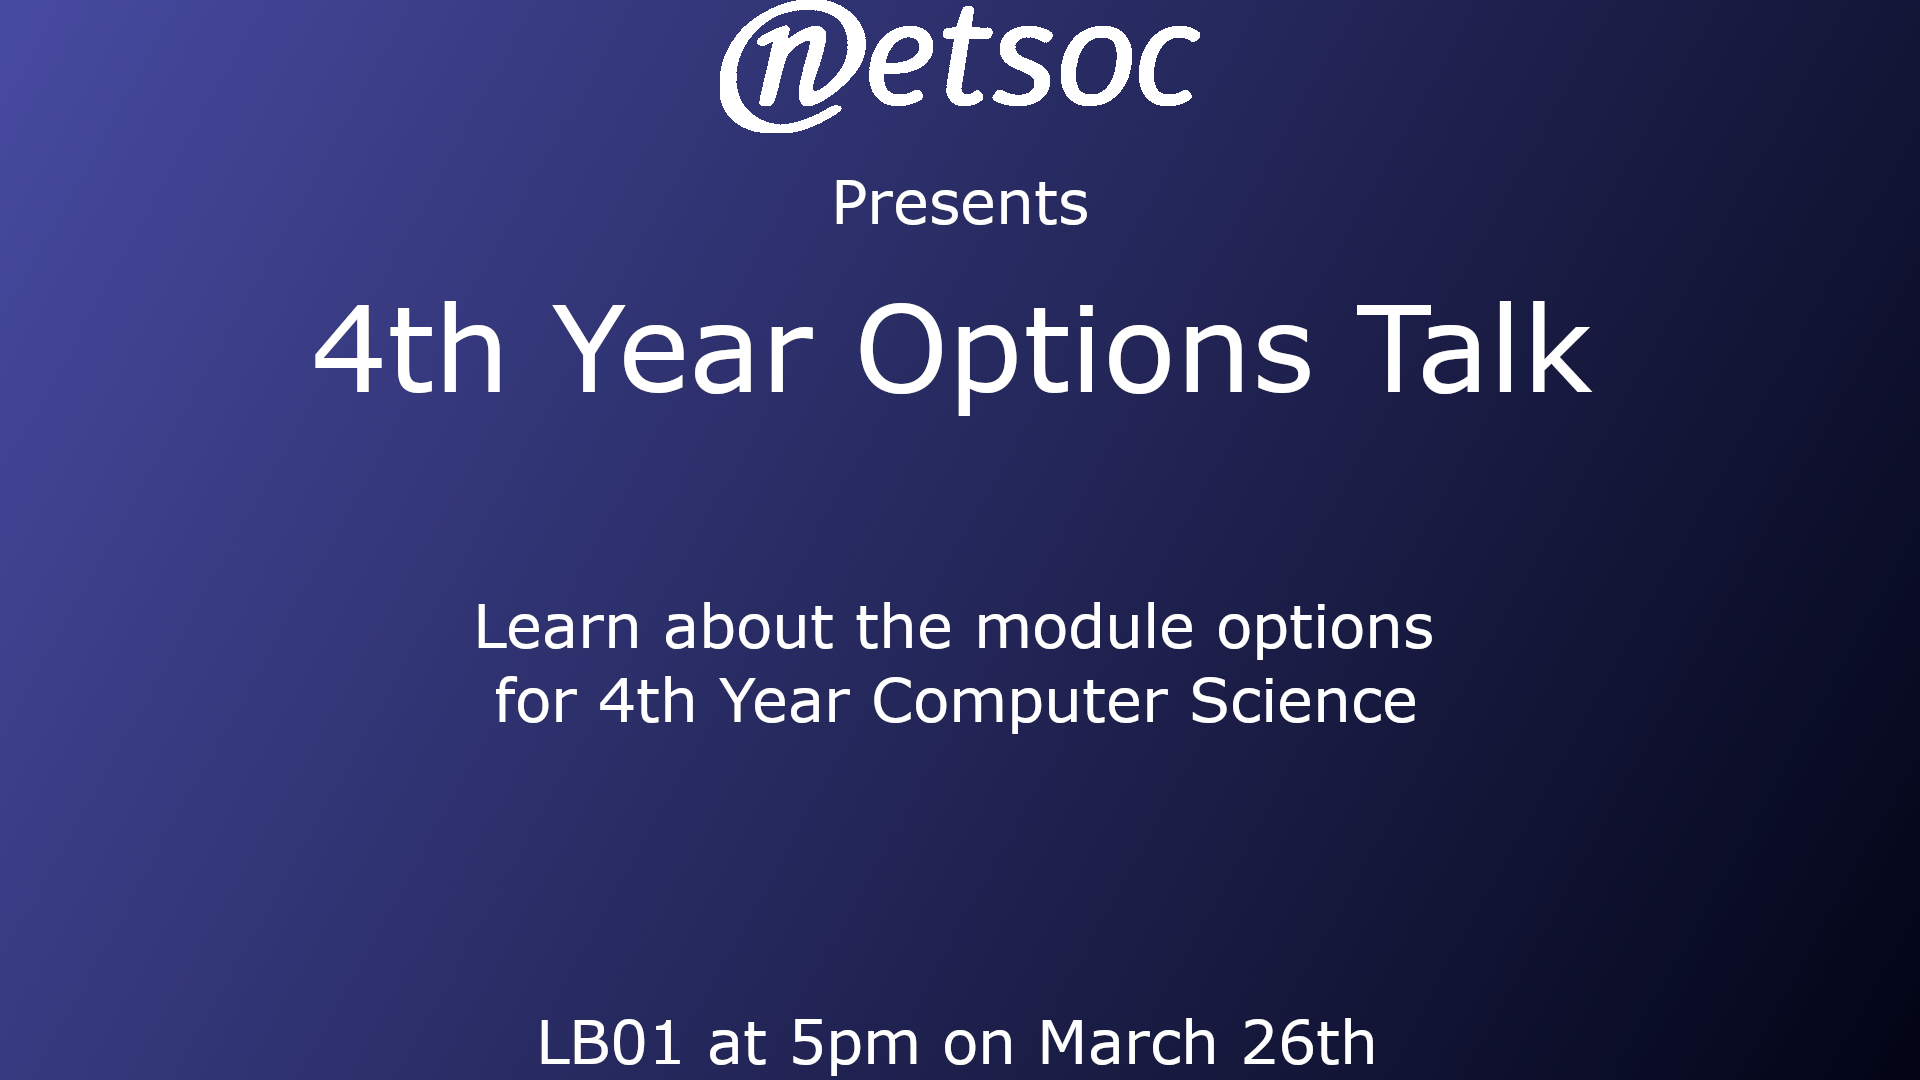 @netsoc
Presents
4th Year Options Talk
Learn about the module options
for 4th Year Computer Science
LB01 at 5pm on March 26th